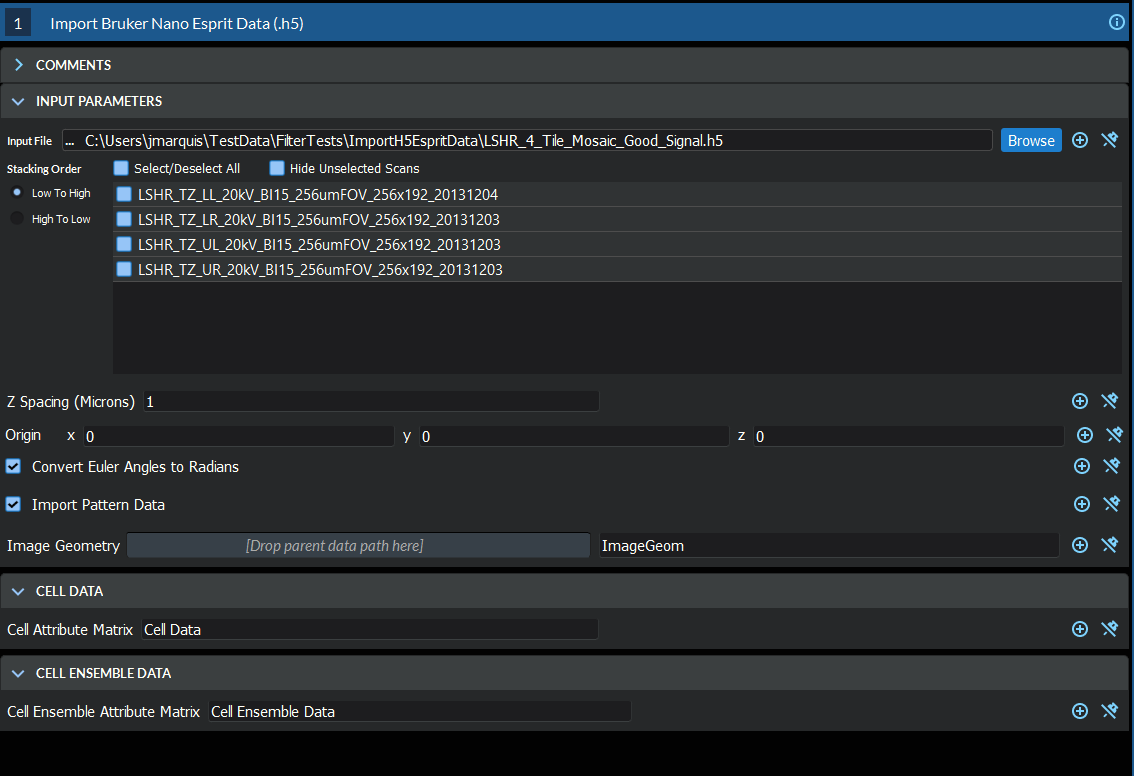 1 Import Bruker Nano Esprit Data (.h5)
COMMENTS
INPUT PARAMETERS
Input File ... C:\Users\jmarquis\TestData\FilterTests\ImportH5EspritData\LSHR_4_Tile_Mosaic_Good_Signal.h5 Browse
Stacking Order Select/Deselect All Hide Unselected Scans
Low To High LSHR_TZ_LL_20kV_BI15_256umFOV_256x192_20131204
High To Low LSHR_TZ_LR_20kV_BI15_256umFOV_256x192_20131203
LSHR_TZ_UL_20kV_BI15_256umFOV_256x192_20131203
LSHR_TZ_UR_20kV_BI15_256umFOV_256x192_20131203
Z Spacing (Microns) 1
Origin x 0 y 0 z 0
Convert Euler Angles to Radians
Import Pattern Data
Image Geometry [Drop parent data path here] ImageGeom
CELL DATA
Cell Attribute Matrix Cell Data
CELL ENSEMBLE DATA
Cell Ensemble Attribute Matrix Cell Ensemble Data